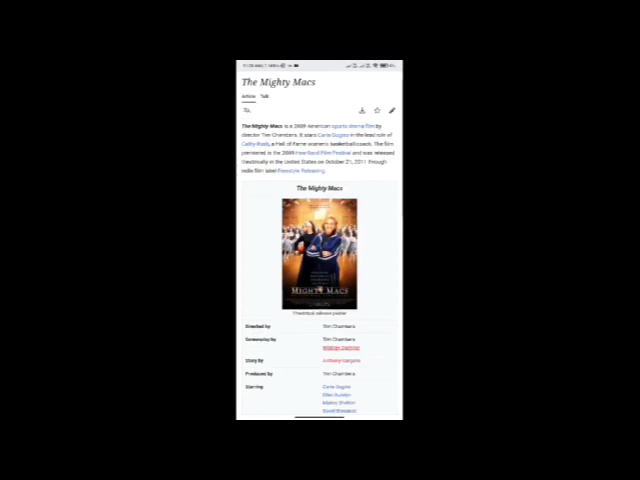 The Mighty Macs
Article Talk
The Mighty Macs is a 2009 American sports drama film by
director Tim Chambers. It stars Carla Gugino in the lead role of
Cathy Rush, a Hall of Fame women's basketball coach. The film
premiered in the 2009 Heartland Film Festival and was released
theatrically in the United States on October 21, 2011 through
indie film label Freestyle Releasing.
The Mighty Macs
MIGHTY MACS
Theatrical release poster
Directed by Tim Chambers
Screenplay by Tim Chambers
Story by Anthony Gargano
Produced by Tim Chambers
Starring Carla Gugino
Ellen Burstyn
Marley Shelton
David Boreanaz